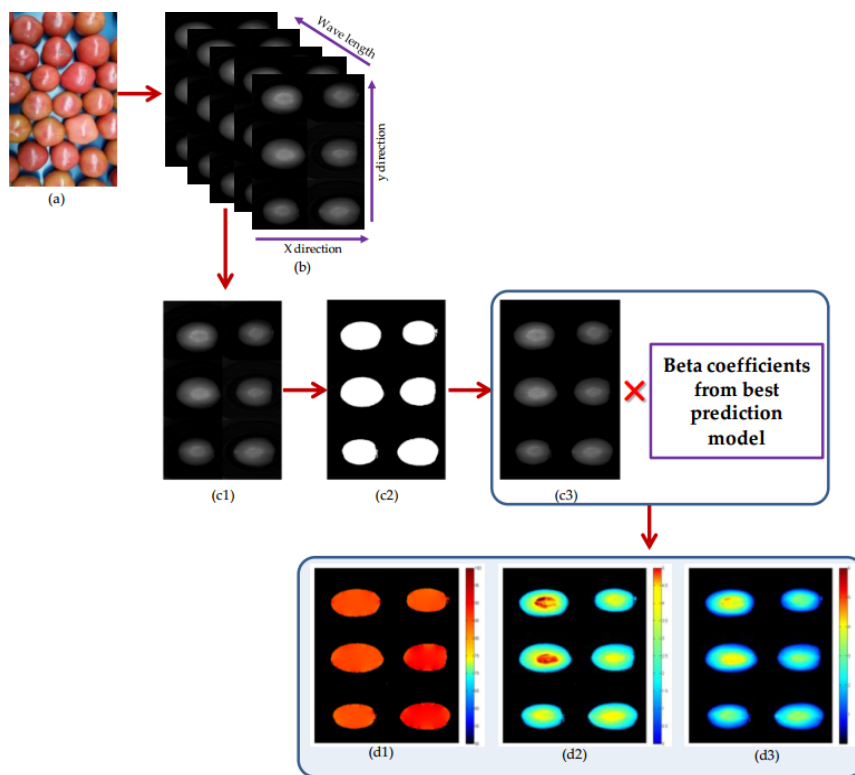 Wave length
y direction
X direction
(a)
(b)
(c1)
(c2)
(c3)
Beta coefficients
from best
prediction
model
(d1)
(d2)
(d3)